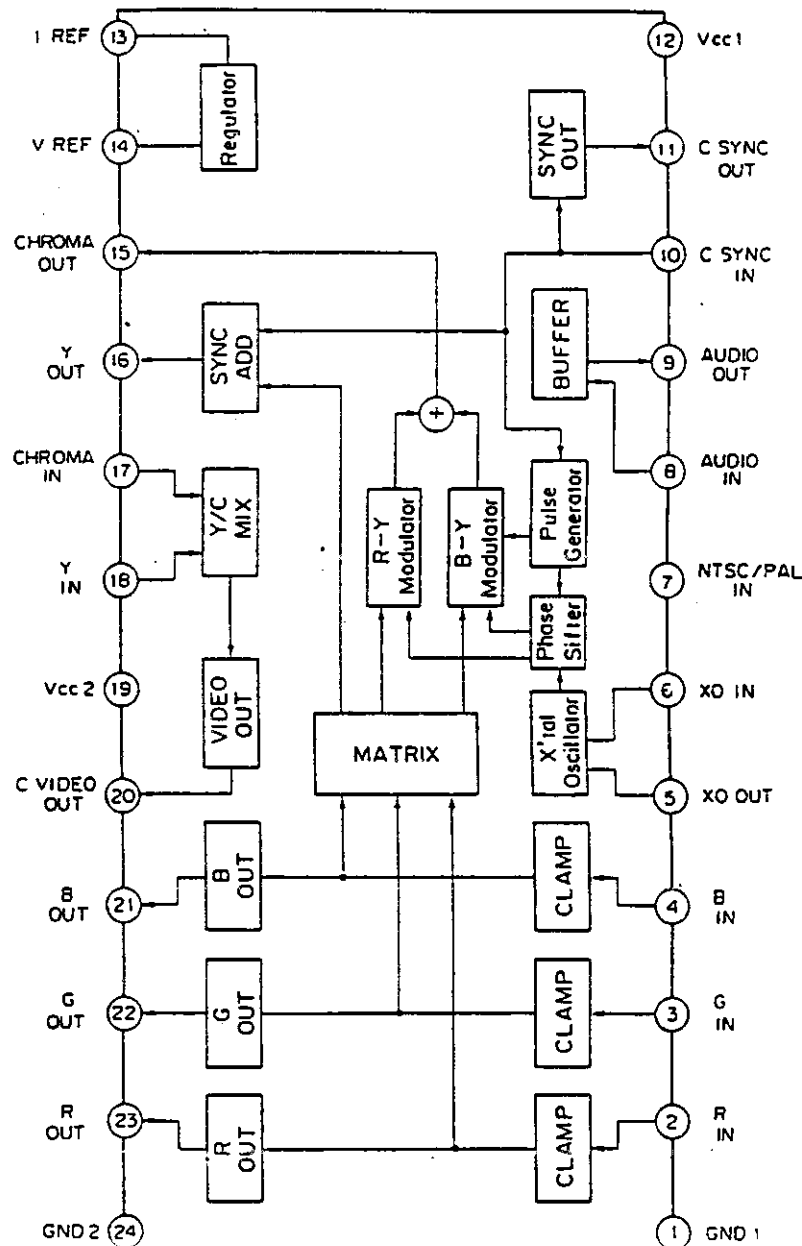 I REF
13
12
Vcc 1
Regulator
V REF
14
SYNC
OUT
11
C SYNC
OUT
CHROMA
OUT
15
10
C SYNC
IN
Y
OUT
16
SYNC
ADD
BUFFER
9
AUDIO
OUT
+
CHROMA
IN
17
8
AUDIO
IN
Y/C
MIX
R-Y
Modulator
B-Y
Modulator
Pulse
Generator
Y
IN
18
7
NTSC/PAL
IN
Phase
Sifter
Vcc 2
19
VIDEO OUT
MATRIX
X'tal
Oscillator
6
XO IN
C VIDEO
OUT
20
5
XO OUT
B
OUT
21
B
OUT
CLAMP
4
B
IN
G
OUT
22
G
OUT
CLAMP
3
G
IN
R
OUT
23
R
OUT
CLAMP
2
R
IN
GND 2
24
1
GND 1